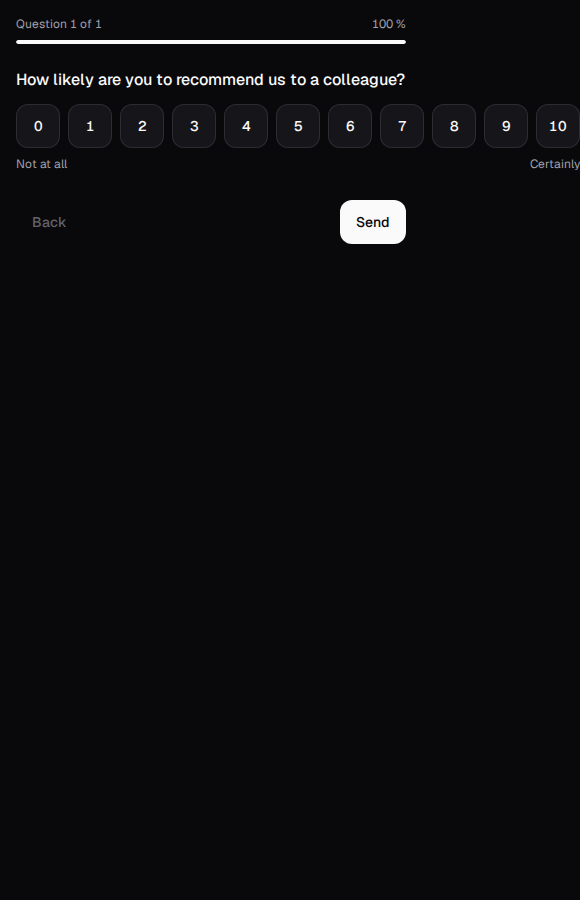 Question 1 of 1 100 %
How likely are you to recommend us to a colleague?
0 1 2 3 4 5 6 7 8 9 10
Not at all Certainly
Back Send